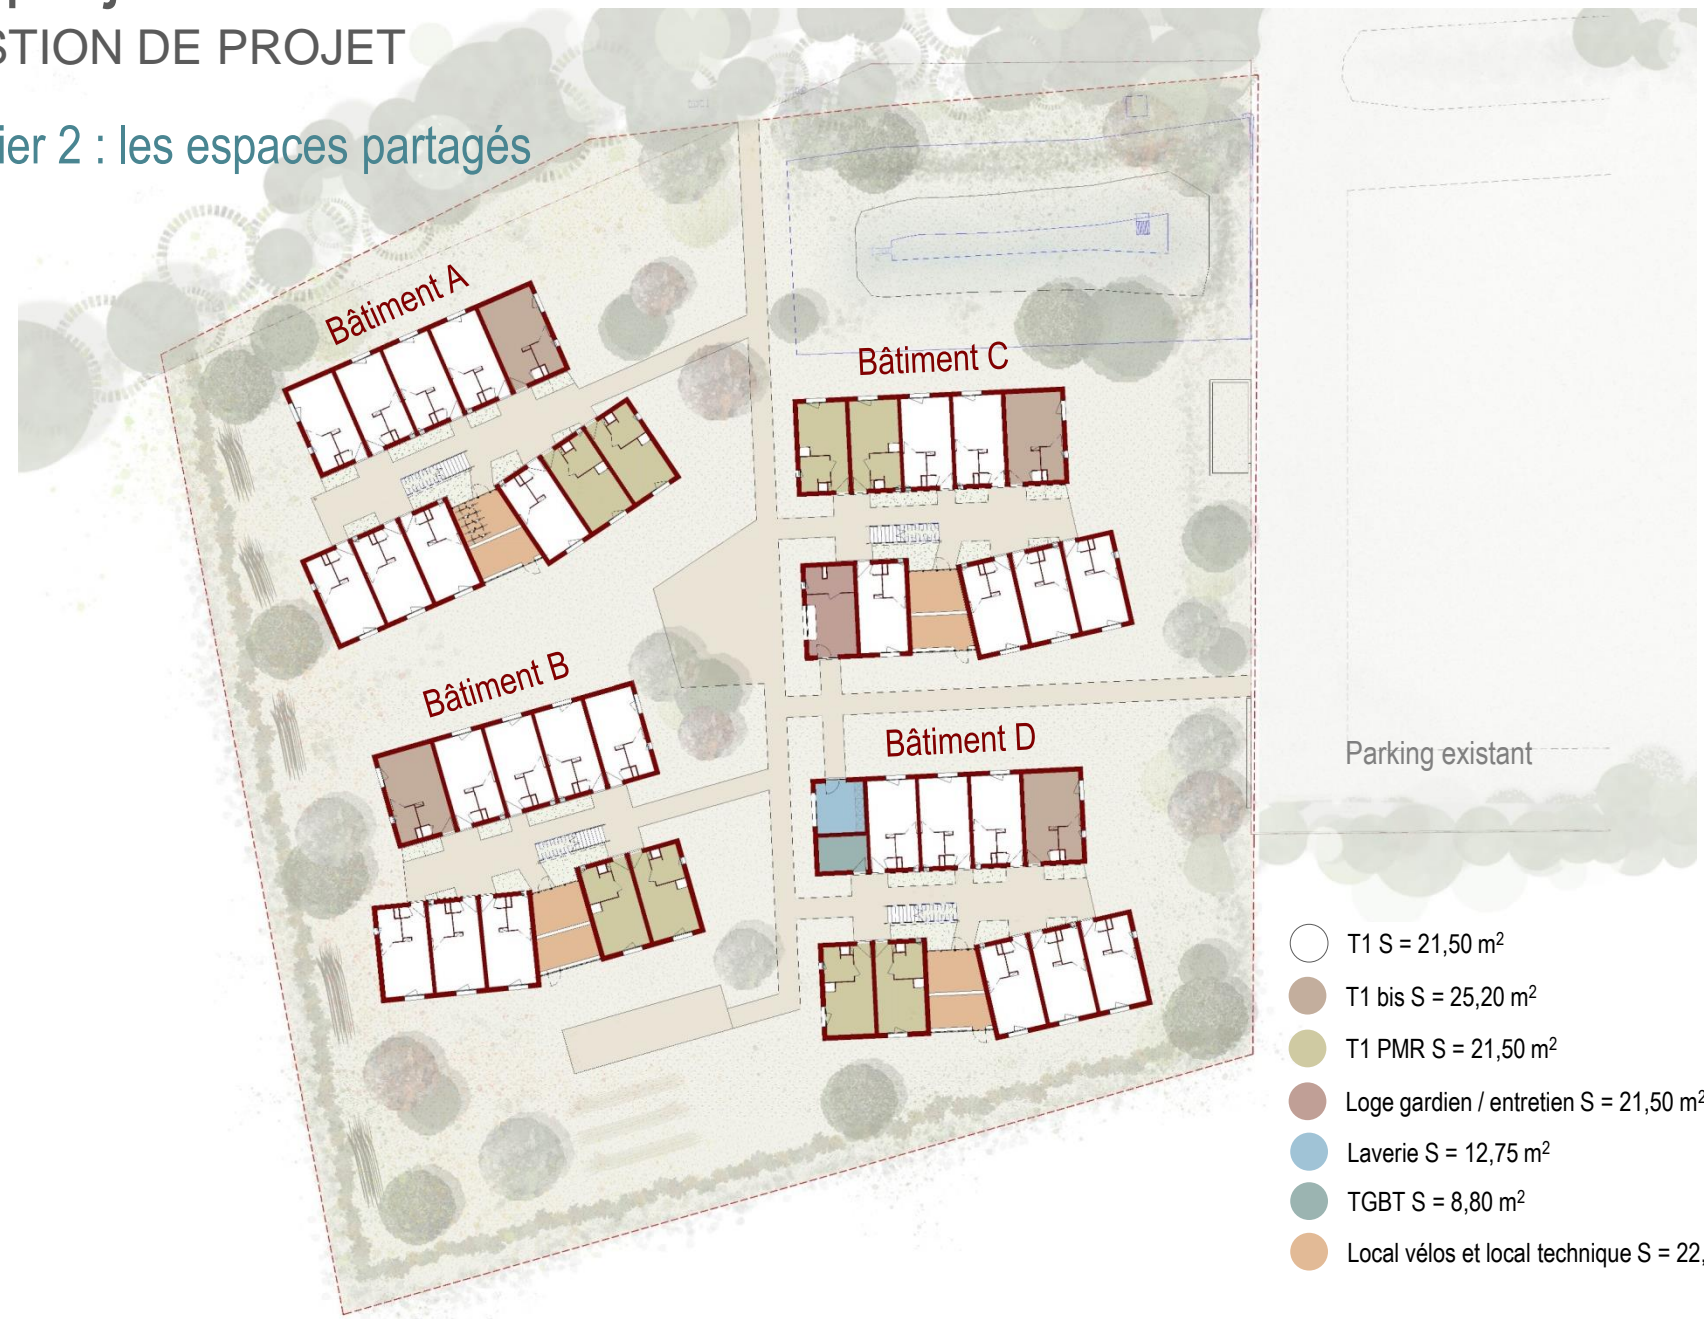 STION DE PROJET
ier 2 : les espaces partagés
Bâtiment A
Bâtiment C
Bâtiment B
Bâtiment D
Parking existant
T1 S = 21,50 m²
T1 bis S = 25,20 m²
T1 PMR S = 21,50 m²
Loge gardien / entretien S = 21,50 m²
Laverie S = 12,75 m²
TGBT S = 8,80 m²
Local vélos et local technique S = 22,